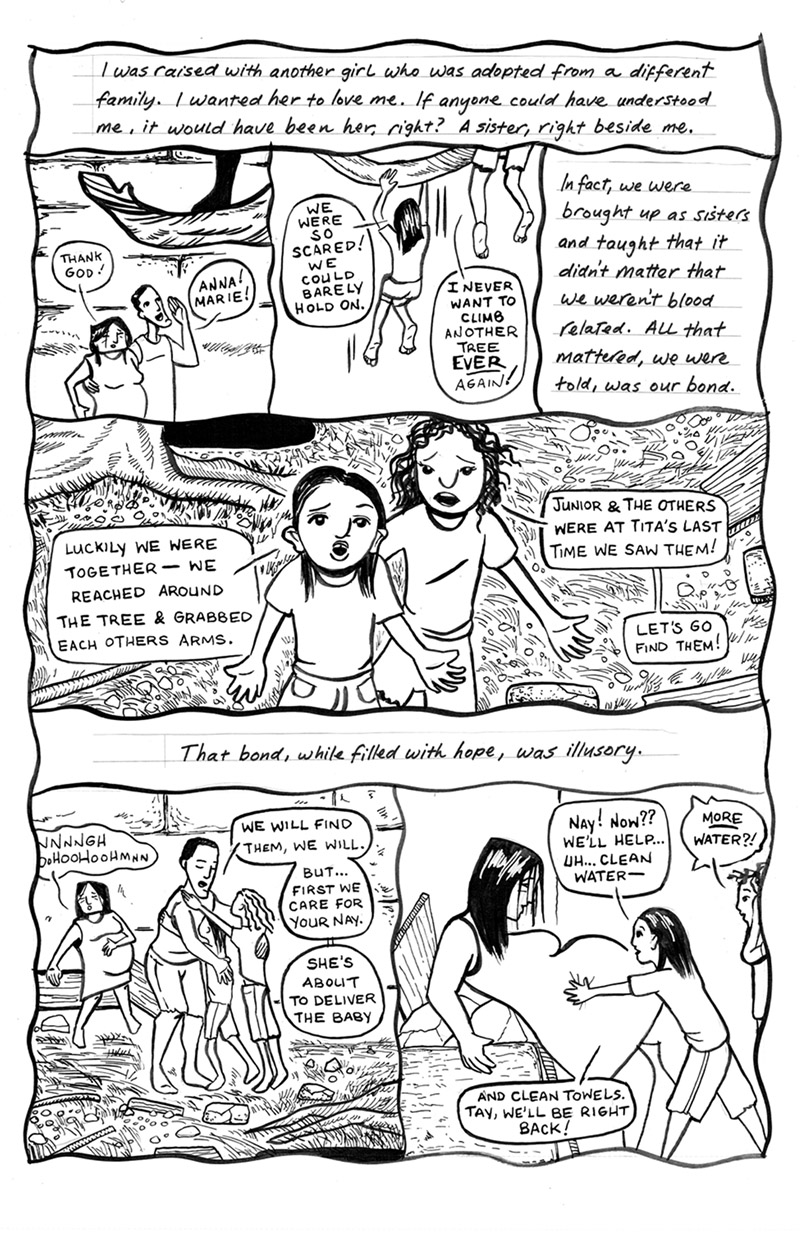 I was raised with another girl who was adopted from a different
family. I wanted her to love me. If anyone could have understood
me, it would have been her, right? A sister, right beside me.
THANK
GOD!
ANNA!
MARIE!
WE
WERE
SO
SCARED!
WE
COULD
BARELY
HOLD ON.
I NEVER
WANT TO
CLIMB
ANOTHER
TREE
EVER
AGAIN!
In fact, we were
brought up as sisters
and taught that it
didn't matter that
we weren't blood
related. All that
mattered, we were
told, was our bond.
LUCKILY WE WERE
TOGETHER — WE
REACHED AROUND
THE TREE & GRABBED
EACH OTHERS ARMS.
JUNIOR & THE OTHERS
WERE AT TITA'S LAST
TIME WE SAW THEM!
LET'S GO
FIND THEM!
That bond, while filled with hope, was illusory.
NNNNGH
OOHOOHOOHMNN
WE WILL FIND
THEM, WE WILL.
BUT...
FIRST WE
CARE FOR
YOUR NAY.
SHE'S
ABOUT
TO DELIVER
THE BABY
NAY! NOW??
WE'LL HELP...
UH... CLEAN
WATER—
MORE
WATER?!
AND CLEAN TOWELS.
TAY, WE'LL BE RIGHT
BACK!